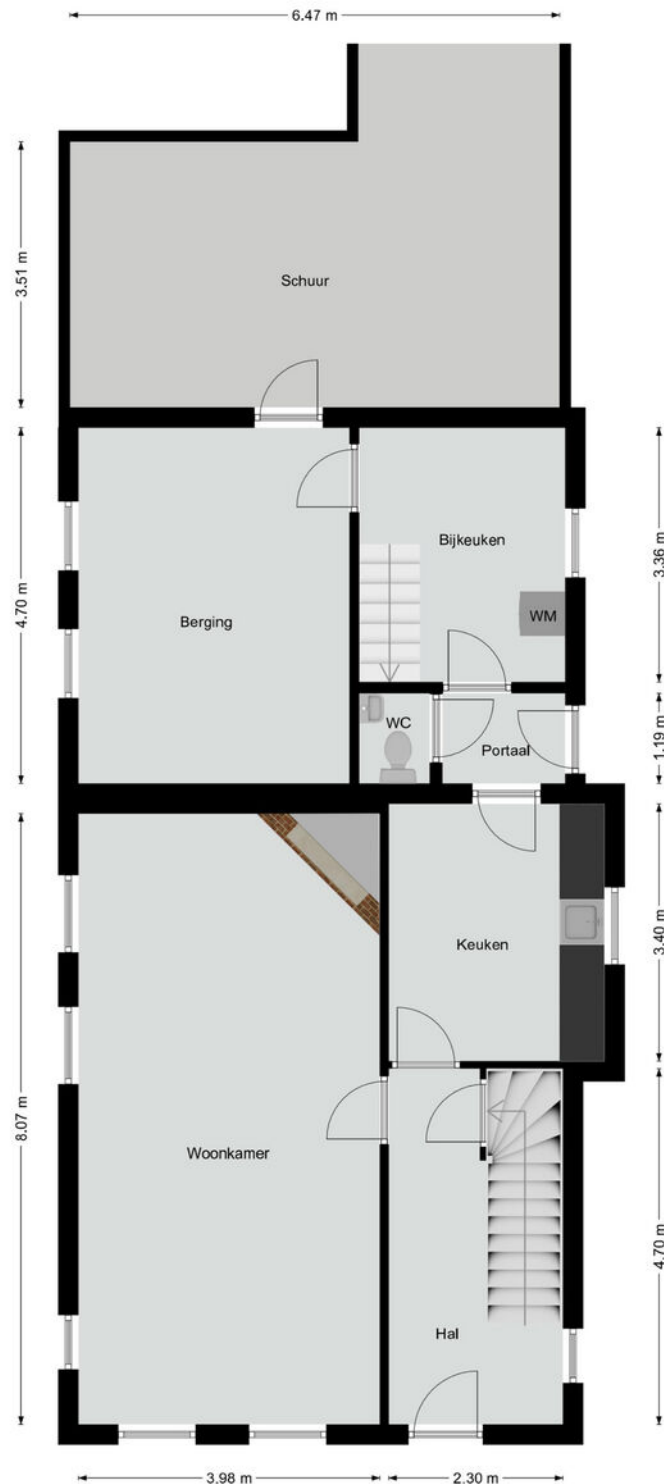 6.47 m
3.51 m
Schuur
4.70 m
Berging
Bijkeuken
WM
3.36 m
WC
Portaal
1.19 m
Keuken
3.40 m
8.07 m
Woonkamer
Hal
4.70 m
3.98 m
2.30 m